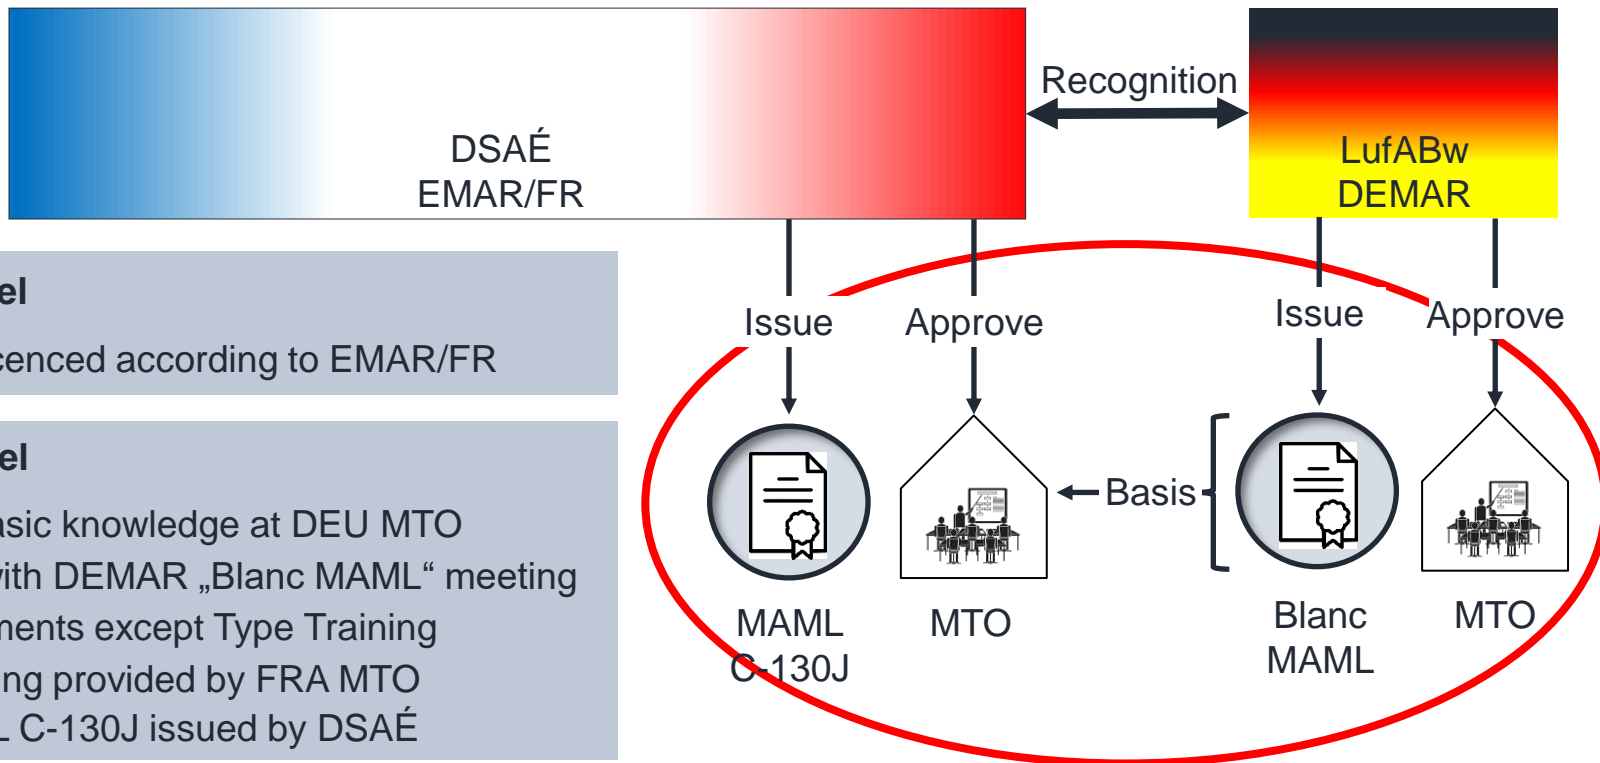 DSAÉ
EMAR/FR
Recognition
LufABw
DEMAR
el
cenced according to EMAR/FR
el
asic knowledge at DEU MTO
with DEMAR „Blanc MAML“ meeting
ments except Type Training
ing provided by FRA MTO
L C-130J issued by DSAÉ
Issue
Approve
Issue
Approve
Basis
MAML
C-130J
MTO
Blanc
MAML
MTO